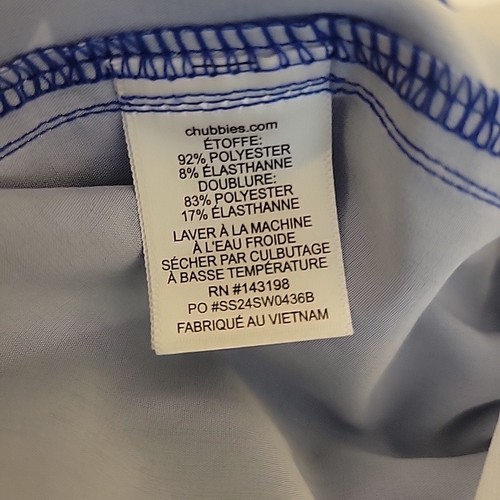 chubbies.com
ÉTOFFE:
92% POLYESTER
8% ÉLASTHANNE
DOUBLURE:
83% POLYESTER
17% ÉLASTHANNE
LAVER À LA MACHINE
À L'EAU FROIDE
SÉCHER PAR CULBUTAGE
À BASSE TEMPÉRATURE
RN #143198
PO #SS24SW0436B
FABRIQUÉ AU VIETNAM